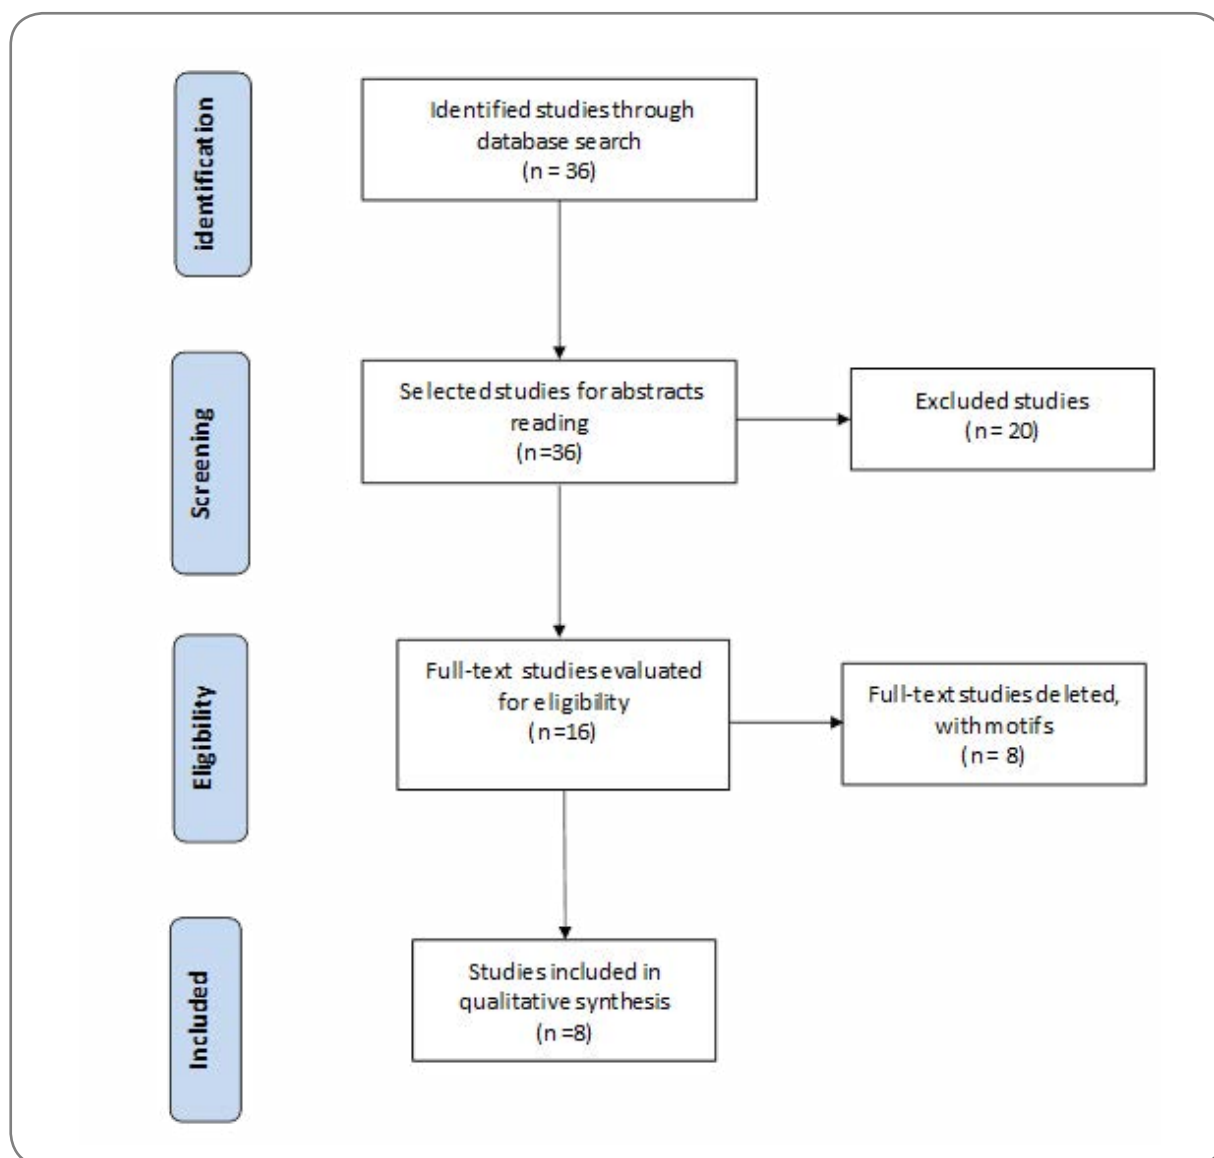 identification
Identified studies through
database search
(n = 36)
Screening
Selected studies for abstracts
reading
(n =36)
Excluded studies
(n = 20)
Eligibility
Full-text studies evaluated
for eligibility
(n =16)
Full-text studies deleted,
with motifs
(n = 8)
Included
Studies included in
qualitative synthesis
(n =8)